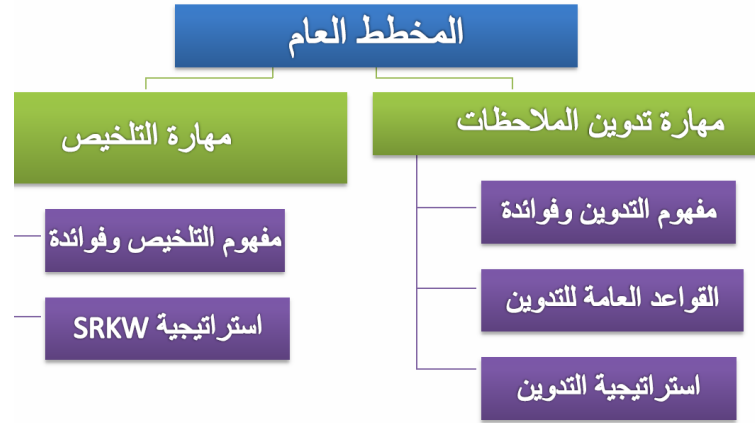 المخطط العام
مهارة تدوين الملاحظات
مفهوم التدوين وفوائدة
القواعد العامة للتدوين
استراتيجية التدوين
مهارة التلخيص
مفهوم التلخيص وفوائدة
استراتيجية SRKW